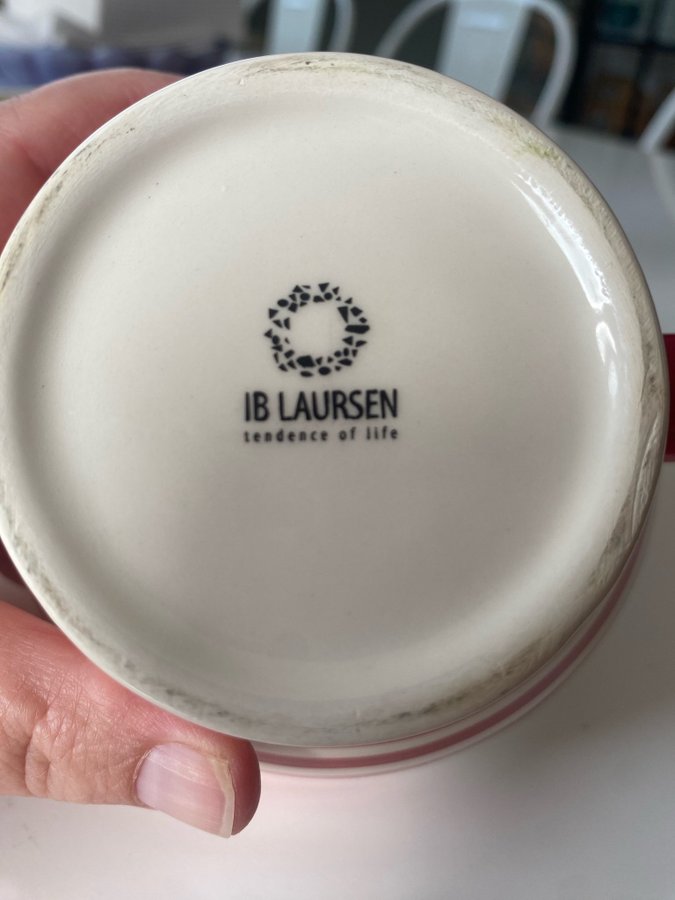 IB LAURSEN
tendence of life